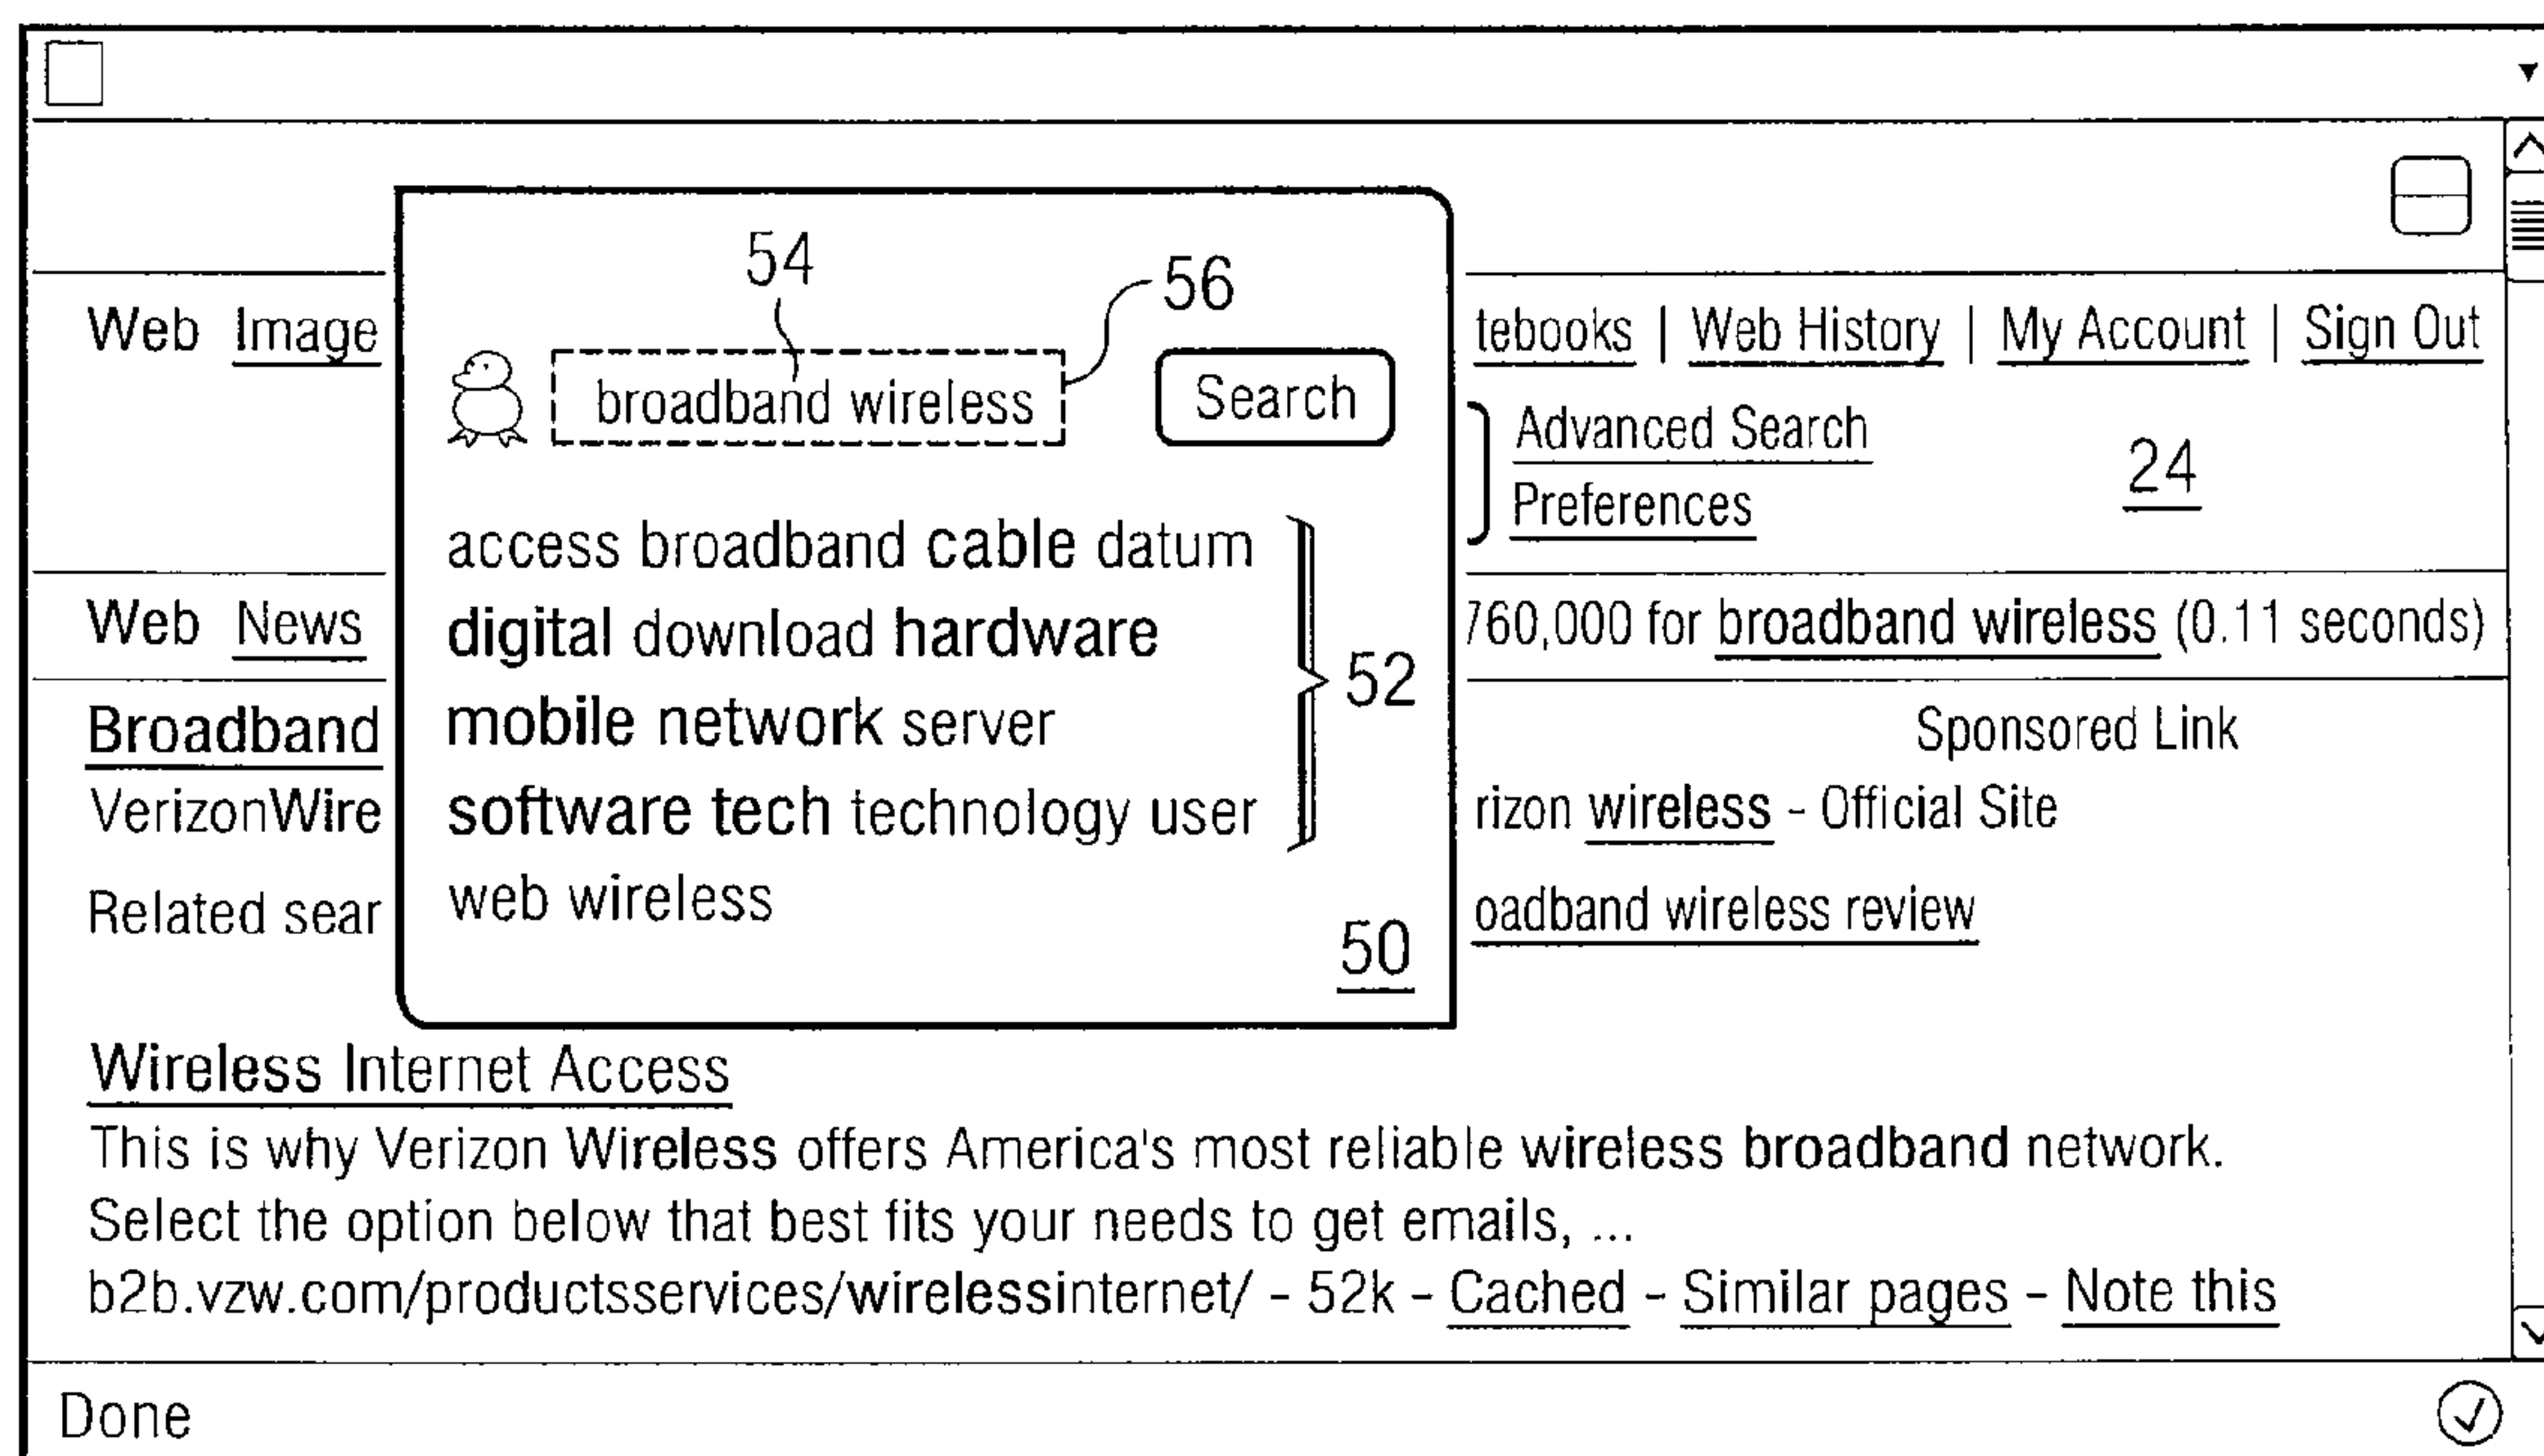 54
56
Web Image
tebooks | Web History | My Account | Sign Out
broadband wireless
Search
Advanced Search
24
Preferences
access broadband cable datum
Web News
digital download hardware
52
760,000 for broadband wireless (0.11 seconds)
Broadband
mobile network server
Sponsored Link
VerizonWire
software tech technology user
rizon wireless - Official Site
Related sear
web wireless
oadband wireless review
50
Wireless Internet Access
This is why Verizon Wireless offers America's most reliable wireless broadband network.
Select the option below that best fits your needs to get emails, ...
b2b.vzw.com/productsservices/wirelessinternet/ - 52k - Cached - Similar pages - Note this
Done